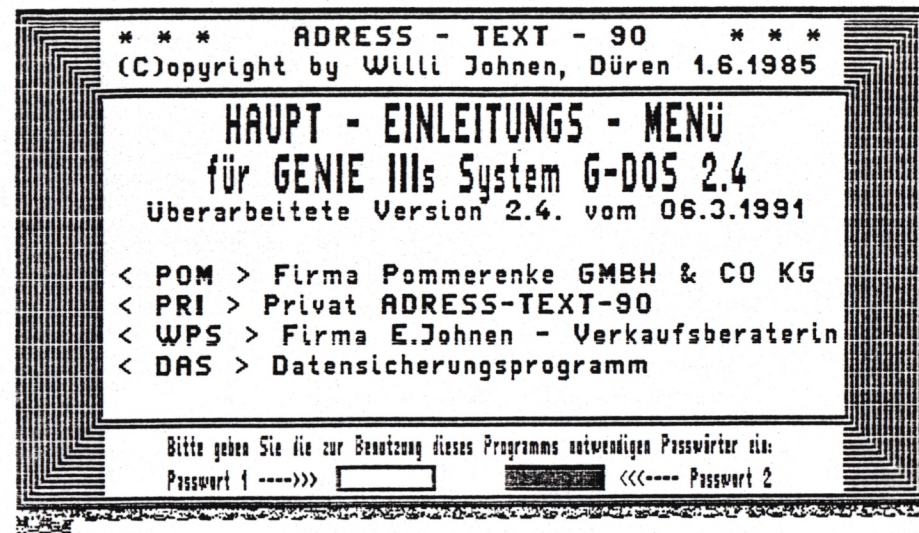 * * * ADRESS - TEXT - 90 * * *
(C)opyright by Willi Johnen, Düren 1.6.1985
HAUPT - EINLEITUNGS - MENü
für GENIE IIIs System G-DOS 2.4
überarbeitete Version 2.4. vom 06.3.1991
< POM > Firma Pommerenke GMBH & CO KG
< PRI > Privat ADRESS-TEXT-90
< WPS > Firma E.Johnen - Verkaufsberaterin
< DAS > Datensicherungsprogramm
Bitte geben Sie die zur Benutzung dieses Programms notwendigen Passwörter ein:
Passwort 1 ---->>> <<<---- Passwort 2